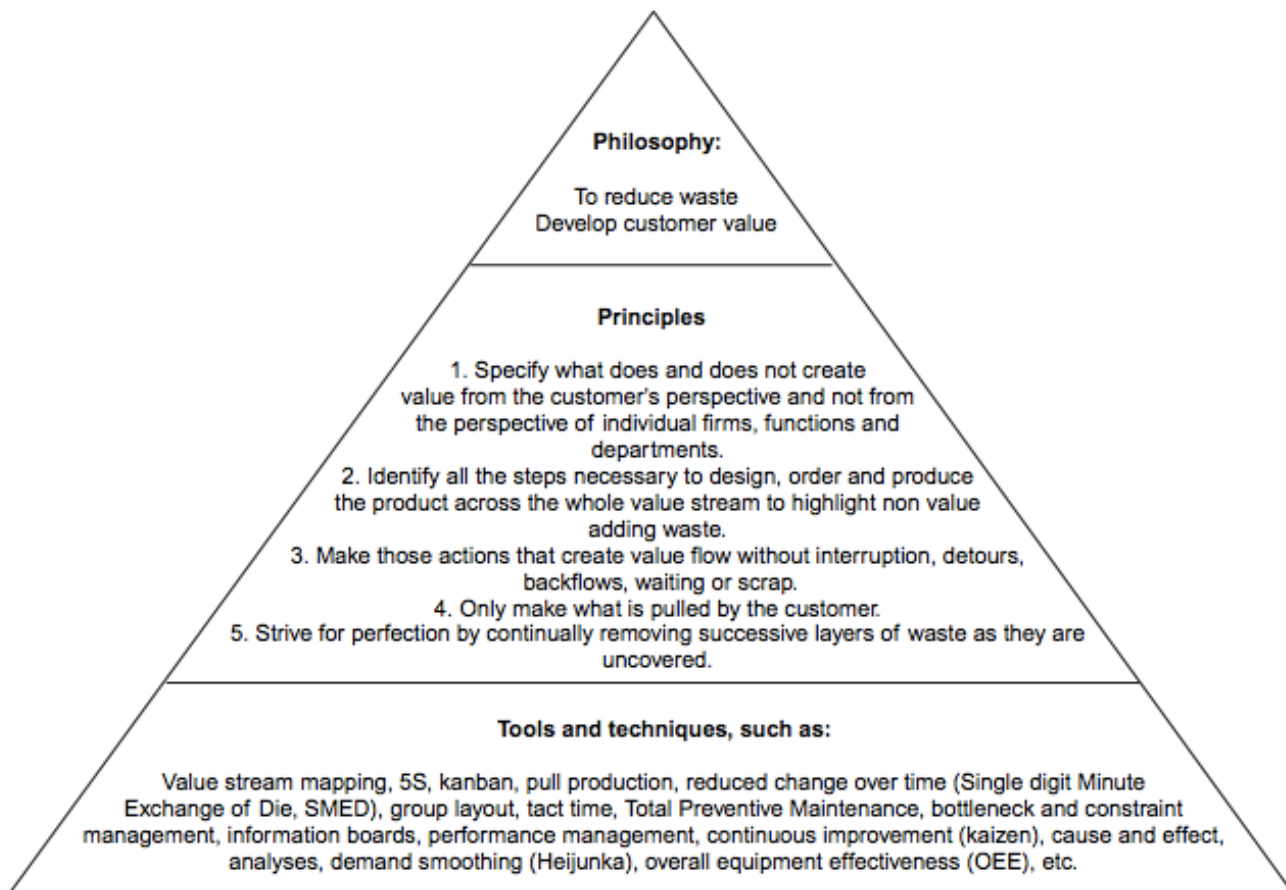 Philosophy:
To reduce waste
Develop customer value
Principles
1. Specify what does and does not create
value from the customer's perspective and not from
the perspective of individual firms, functions and
departments.
2. Identify all the steps necessary to design, order and produce
the product across the whole value stream to highlight non value
adding waste.
3. Make those actions that create value flow without interruption, detours,
backflows, waiting or scrap.
4. Only make what is pulled by the customer.
5. Strive for perfection by continually removing successive layers of waste as they are
uncovered.
Tools and techniques, such as:
Value stream mapping, 5S, kanban, pull production, reduced change over time (Single digit Minute
Exchange of Die, SMED), group layout, tact time, Total Preventive Maintenance, bottleneck and constraint
management, information boards, performance management, continuous improvement (kaizen), cause and effect,
analyses, demand smoothing (Heijunka), overall equipment effectiveness (OEE), etc.